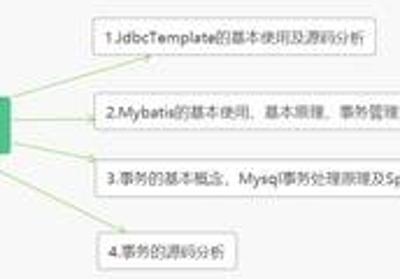 1.JdbcTemplate的基本使用及源码分析
2.Mybatis的基本使用、基本原理、事务管理
3.事务的基本概念、Mysql事务处理原理及Sp
4.事务的源码分析